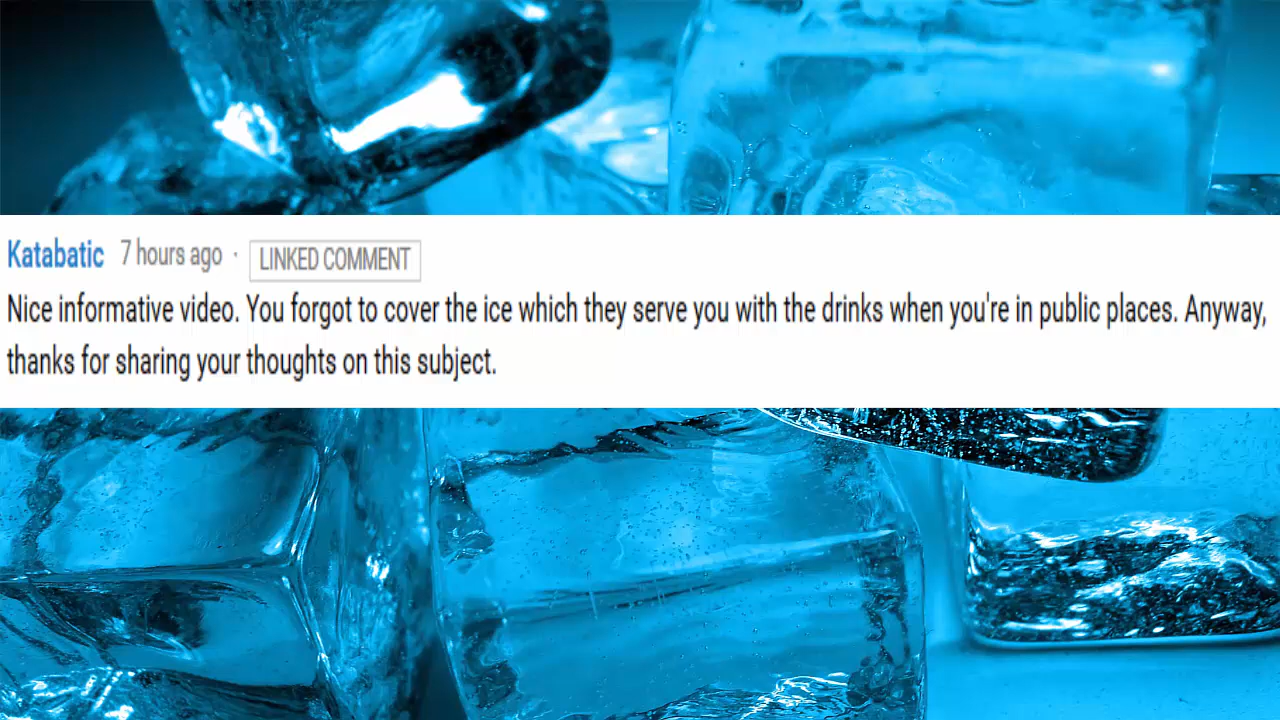 Katabatic 7 hours ago · LINKED COMMENT
Nice informative video. You forgot to cover the ice which they serve you with the drinks when you're in public places. Anyway,
thanks for sharing your thoughts on this subject.